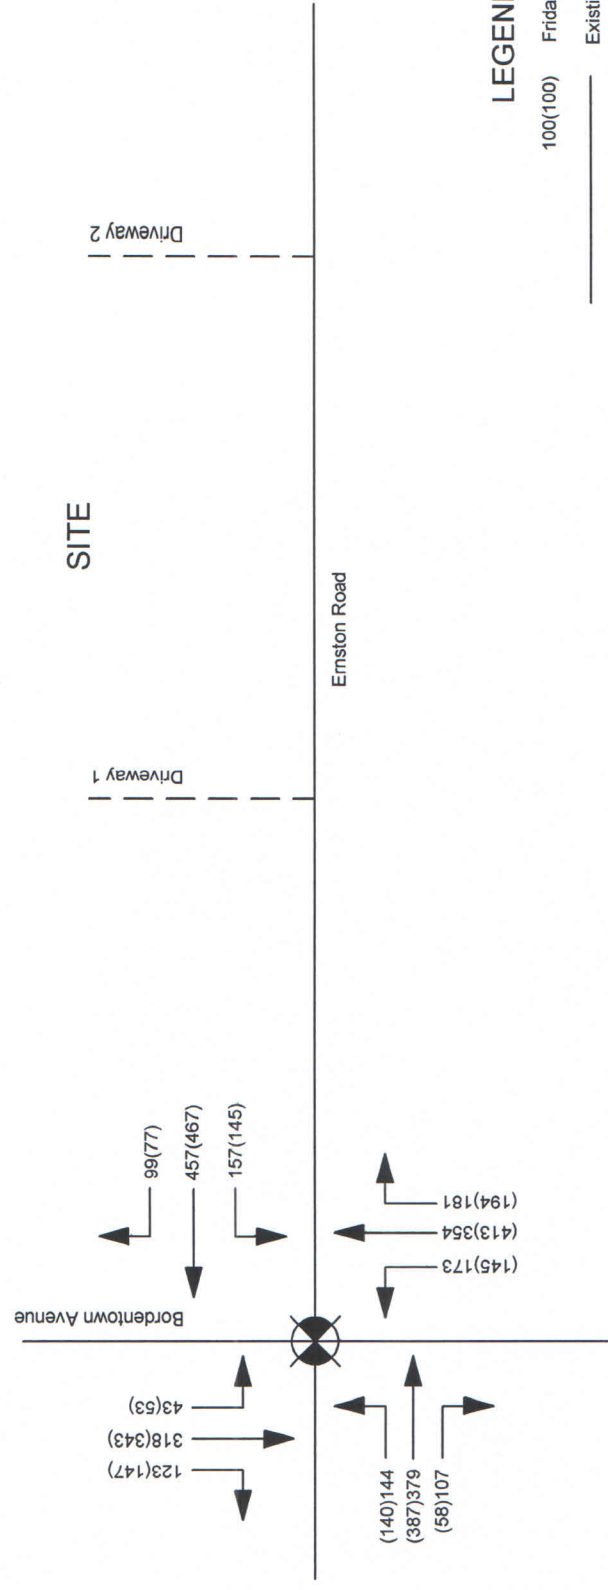 LEGEN
100(100) Frida
Existi
Driveway 2
SITE
Ernston Road
Driveway 1
99(77)
457(467)
157(145)
Bordentown Avenue
43(53)
318(343)
123(147)
(194)181
(413)354
(145)173
(140)144
(387)379
(58)107